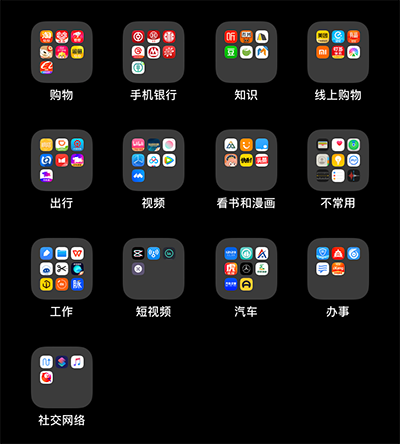 购物
手机银行
知识
线上购物
出行
视频
看书和漫画
不常用
工作
短视频
汽车
办事
社交网络